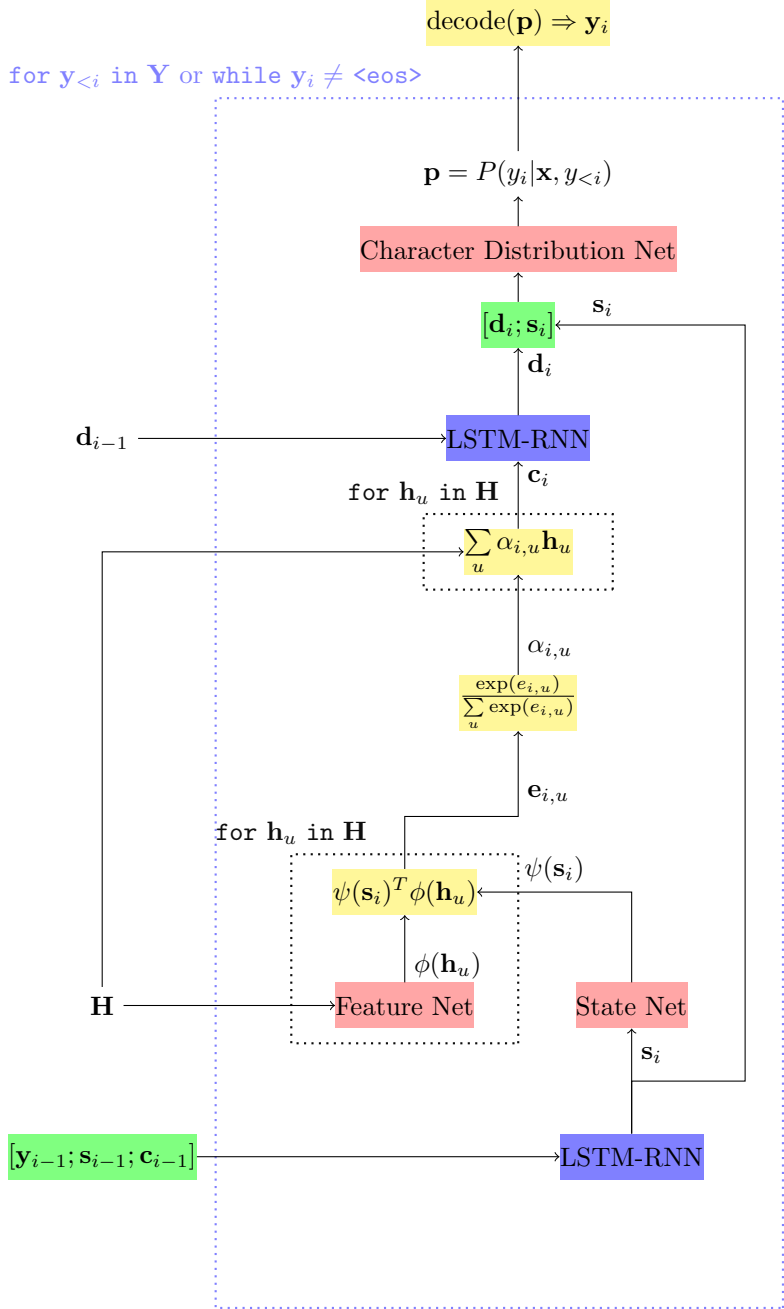 decode(p) ⇒ y_i
for y_{<i} in Y or while y_i ≠ <eos>
p = P(y_i|x, y_{<i})
Character Distribution Net
s_i
[d_i; s_i]
d_i
d_{i−1}
LSTM-RNN
c_i
for h_u in H
∑_u α_{i,u}h_u
α_{i,u}
exp(e_{i,u}) / ∑_u exp(e_{i,u})
e_{i,u}
for h_u in H
ψ(s_i)
ψ(s_i)^T φ(h_u)
φ(h_u)
H
Feature Net
State Net
s_i
[y_{i−1}; s_{i−1}; c_{i−1}]
LSTM-RNN